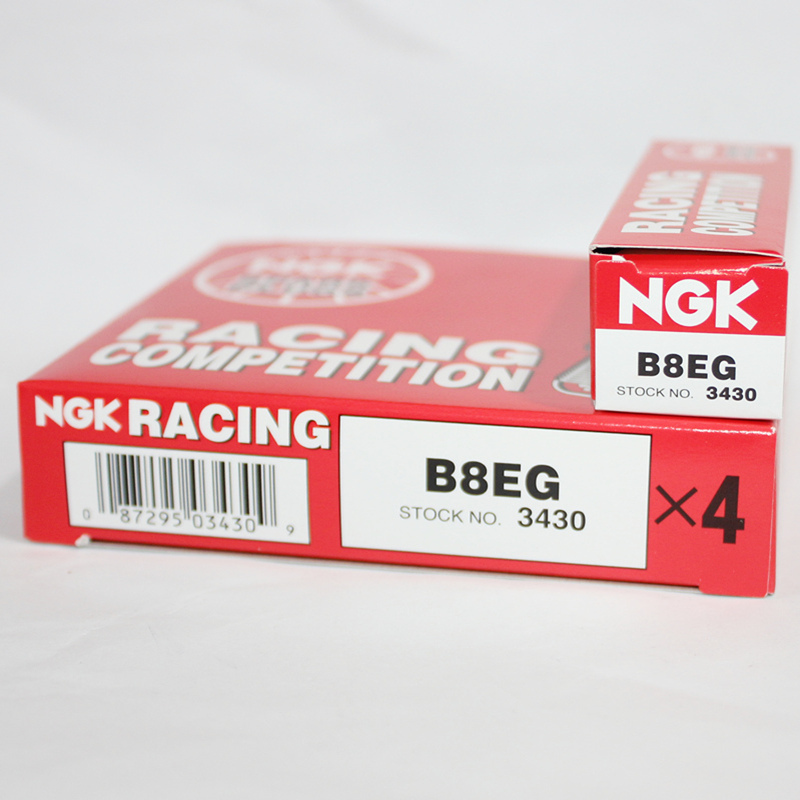 RACING
COMPETITION
NGK
B8EG
STOCK NO. 3430
NGK
RACING
COMPETITION
NGK RACING
B8EG
STOCK NO. 3430
×4
0 87295 03430 9